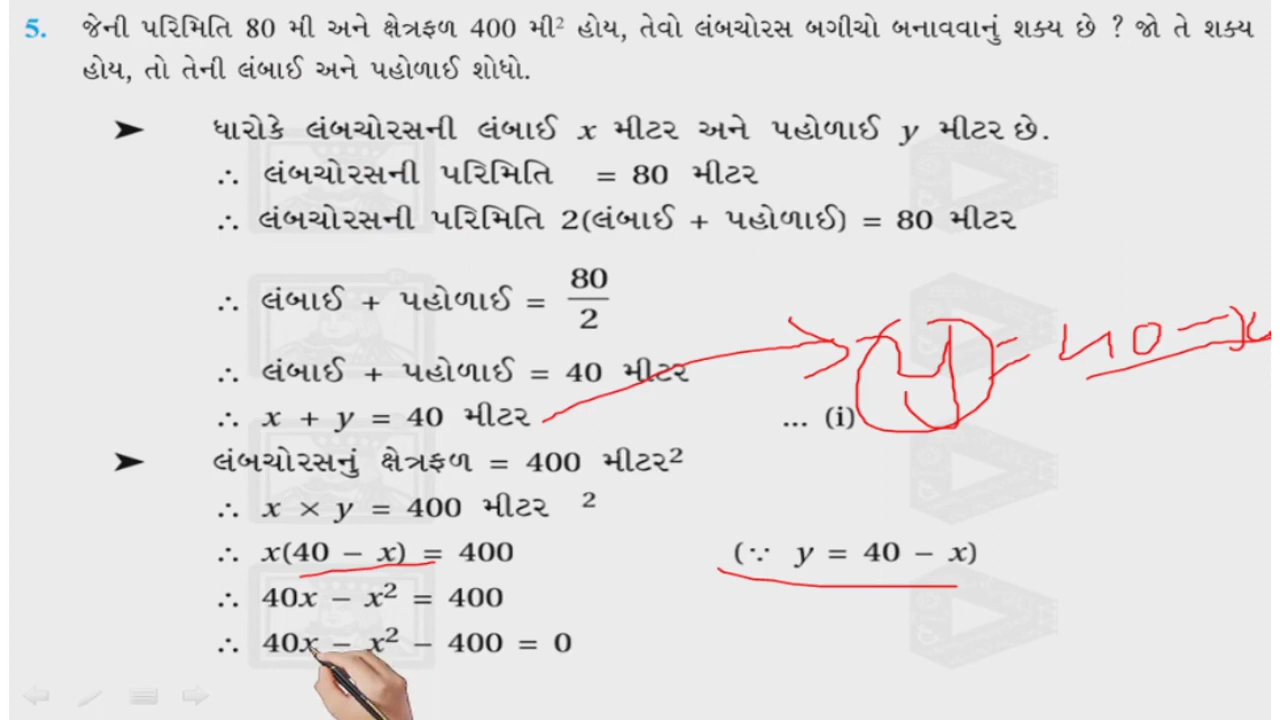 5. જેની પરિમિતિ 80 મી અને ક્ષેત્રફળ 400 મી² હોય, તેવો લંબચોરસ બગીચો બનાવવાનું શક્ય છે ? જો તે શક્ય
હોય, તો તેની લંબાઈ અને પહોળાઈ શોધો.
➤ ધારોકે લંબચોરસની લંબાઈ x મીટર અને પહોળાઈ y મીટર છે.
∴ લંબચોરસની પરિમિતિ = 80 મીટર
∴ લંબચોરસની પરિમિતિ 2(લંબાઈ + પહોળાઈ) = 80 મીટર
∴ લંબાઈ + પહોળાઈ = 80/2
y = 40 - x
∴ લંબાઈ + પહોળાઈ = 40 મીટર
∴ x + y = 40 મીટર ... (i)
➤ લંબચોરસનું ક્ષેત્રફળ = 400 મીટર²
∴ x × y = 400 મીટર ²
∴ x(40 – x) = 400 (∵ y = 40 – x)
∴ 40x – x² = 400
∴ 40x – x² – 400 = 0